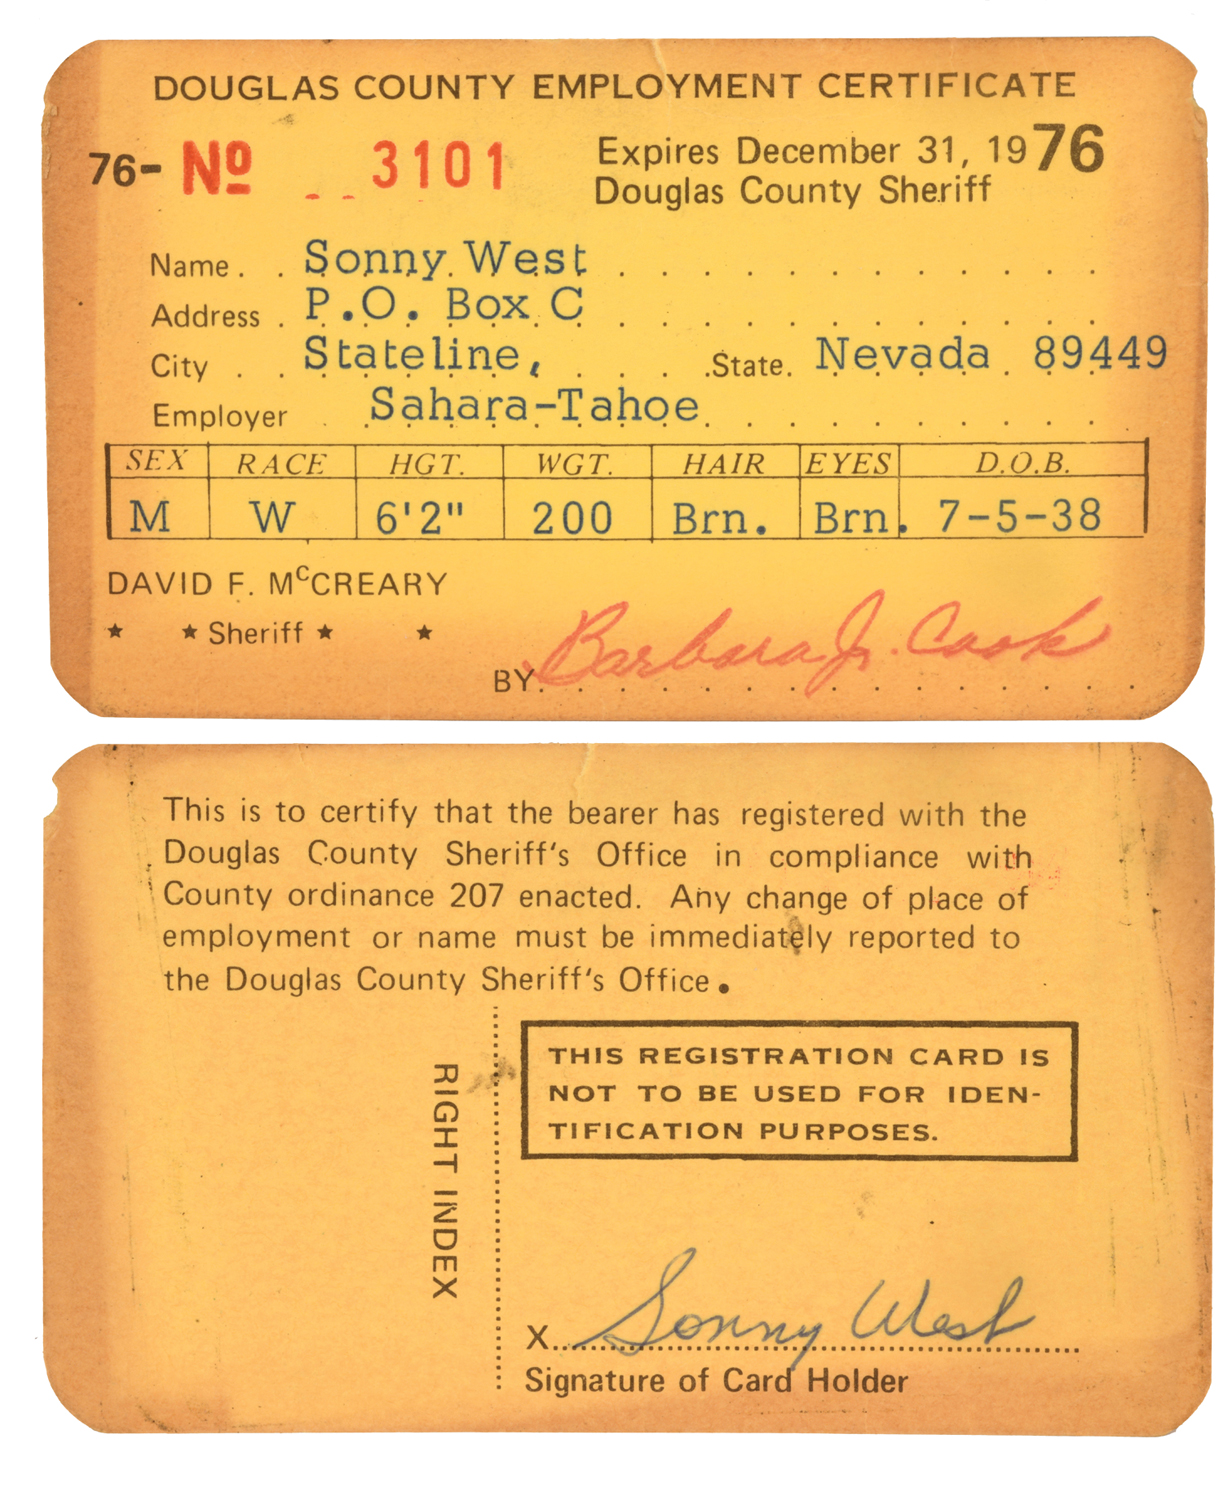 DOUGLAS COUNTY EMPLOYMENT CERTIFICATE
76- Nº 3101
Expires December 31, 1976
Douglas County Sheriff
Name. . Sonny West
Address . P.O. Box C
City . . Stateline, State. Nevada 89449
Employer . Sahara-Tahoe
SEX RACE HGT. WGT. HAIR EYES D.O.B.
M W 6'2" 200 Brn. Brn. 7-5-38
DAVID F. McCREARY
★ ★ Sheriff ★ ★
BY. Barbara J. Cook
This is to certify that the bearer has registered with the
Douglas County Sheriff's Office in compliance with
County ordinance 207 enacted. Any change of place of
employment or name must be immediately reported to
the Douglas County Sheriff's Office.
RIGHT INDEX
THIS REGISTRATION CARD IS
NOT TO BE USED FOR IDEN-
TIFICATION PURPOSES.
X Sonny West
Signature of Card Holder